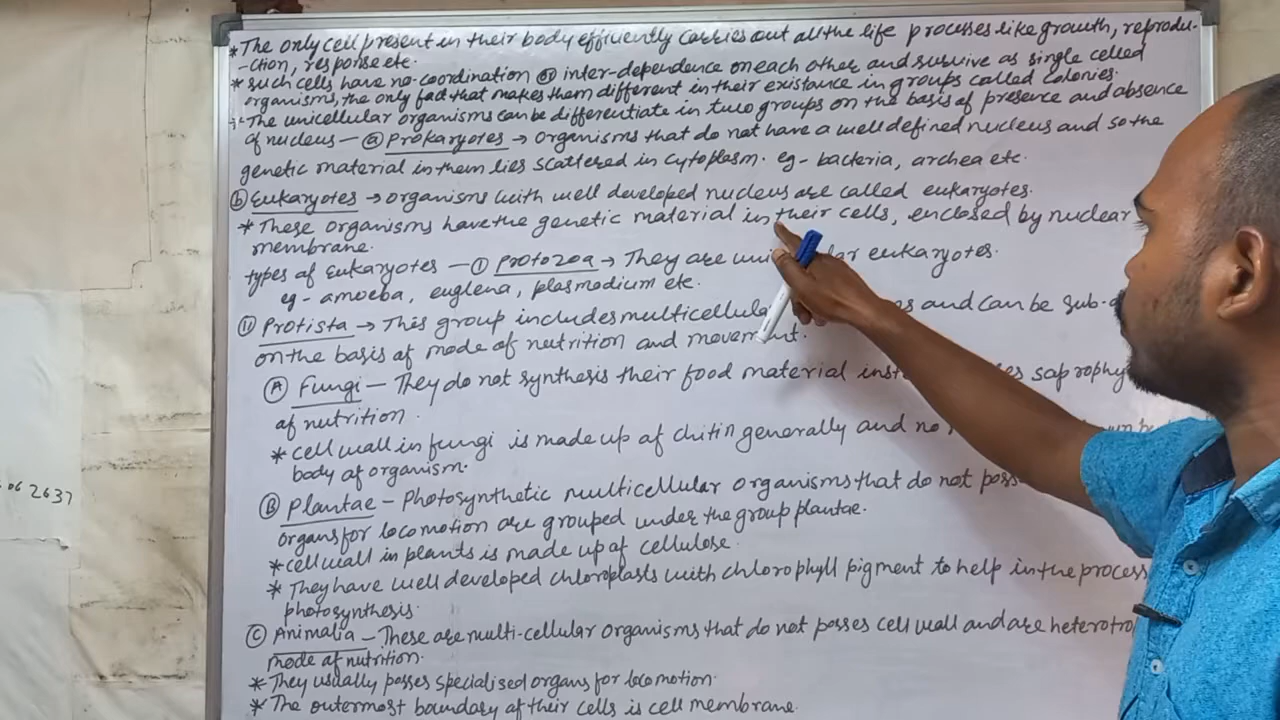 * The only cell present in their body effuently carries out all the life processes like growth, reprodu-
-ction, response etc.
* such cells have no coordination or inter-dependence on each other and survive as single celled
organisms, the only fact that makes them different in their existance in groups called colonies.
* The unicellular organisms can be differentiate in two groups on the basis of presence and absence
of nucleus - (a) Prokaryotes → organisms that do not have a well defined nucleus and so the
genetic material in them lies scattered in cytoplasm. eg - bacteria, archea etc.
(b) Eukaryotes → organisms with well developed nucleus are called eukaryotes.
* These organisms have the genetic material in their cells, enclosed by nuclear
membrane.
types of Eukaryotes - (i) Protozoa → They are uni lar eukaryotes.
eg - amoeba, euglena, plasmodium etc.
(ii) Protista → This group includes multicellula es and can be sub-
on the basis of mode of nutrition and movem nt.
(A) Fungi - They do not synthesis their food material inst es saprophy
of nutrition.
* cell wall in fungi is made up of chitin generally and no
body of organism.
(B) Plantae - Photosynthetic multicellular organisms that do not poss
organs for locomotion are grouped under the group plantae.
* cell wall in plants is made up of cellulose.
* They have well developed chloroplasts with chlorophyll pigment to help in the process
photosynthesis.
(C) Animalia - These are multi-cellular organisms that do not posses cell wall and are heterotro
mode of nutrition.
* They usually posses specialised organs for locomotion.
* The outermost boundary of their cells is cell membrane.
06 2637